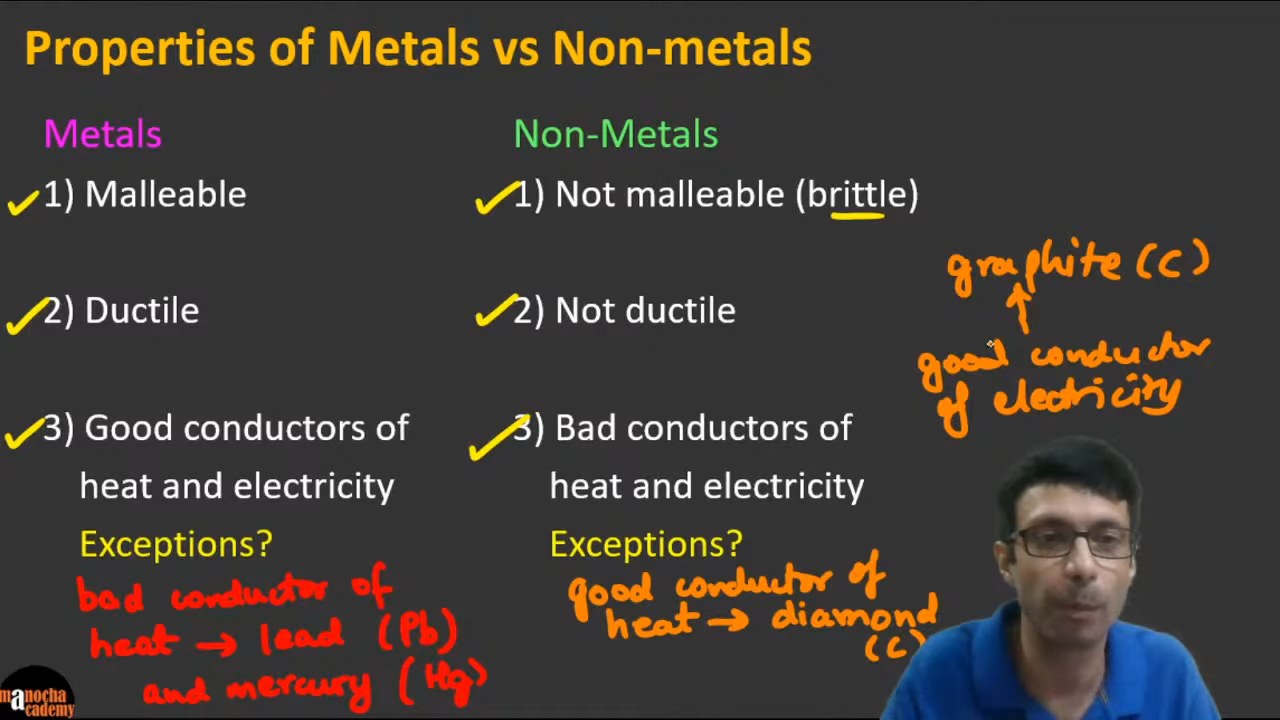 Properties of Metals vs Non-metals
Metals
1) Malleable
2) Ductile
3) Good conductors of
heat and electricity
Exceptions?
bad conductor of
heat → lead (Pb)
and mercury (Hg)
Non-Metals
1) Not malleable (brittle)
2) Not ductile
3) Bad conductors of
heat and electricity
Exceptions?
good conductor of
heat → diamond
(C)
graphite (C)
↑
good conductor
of electricity
manocha
academy